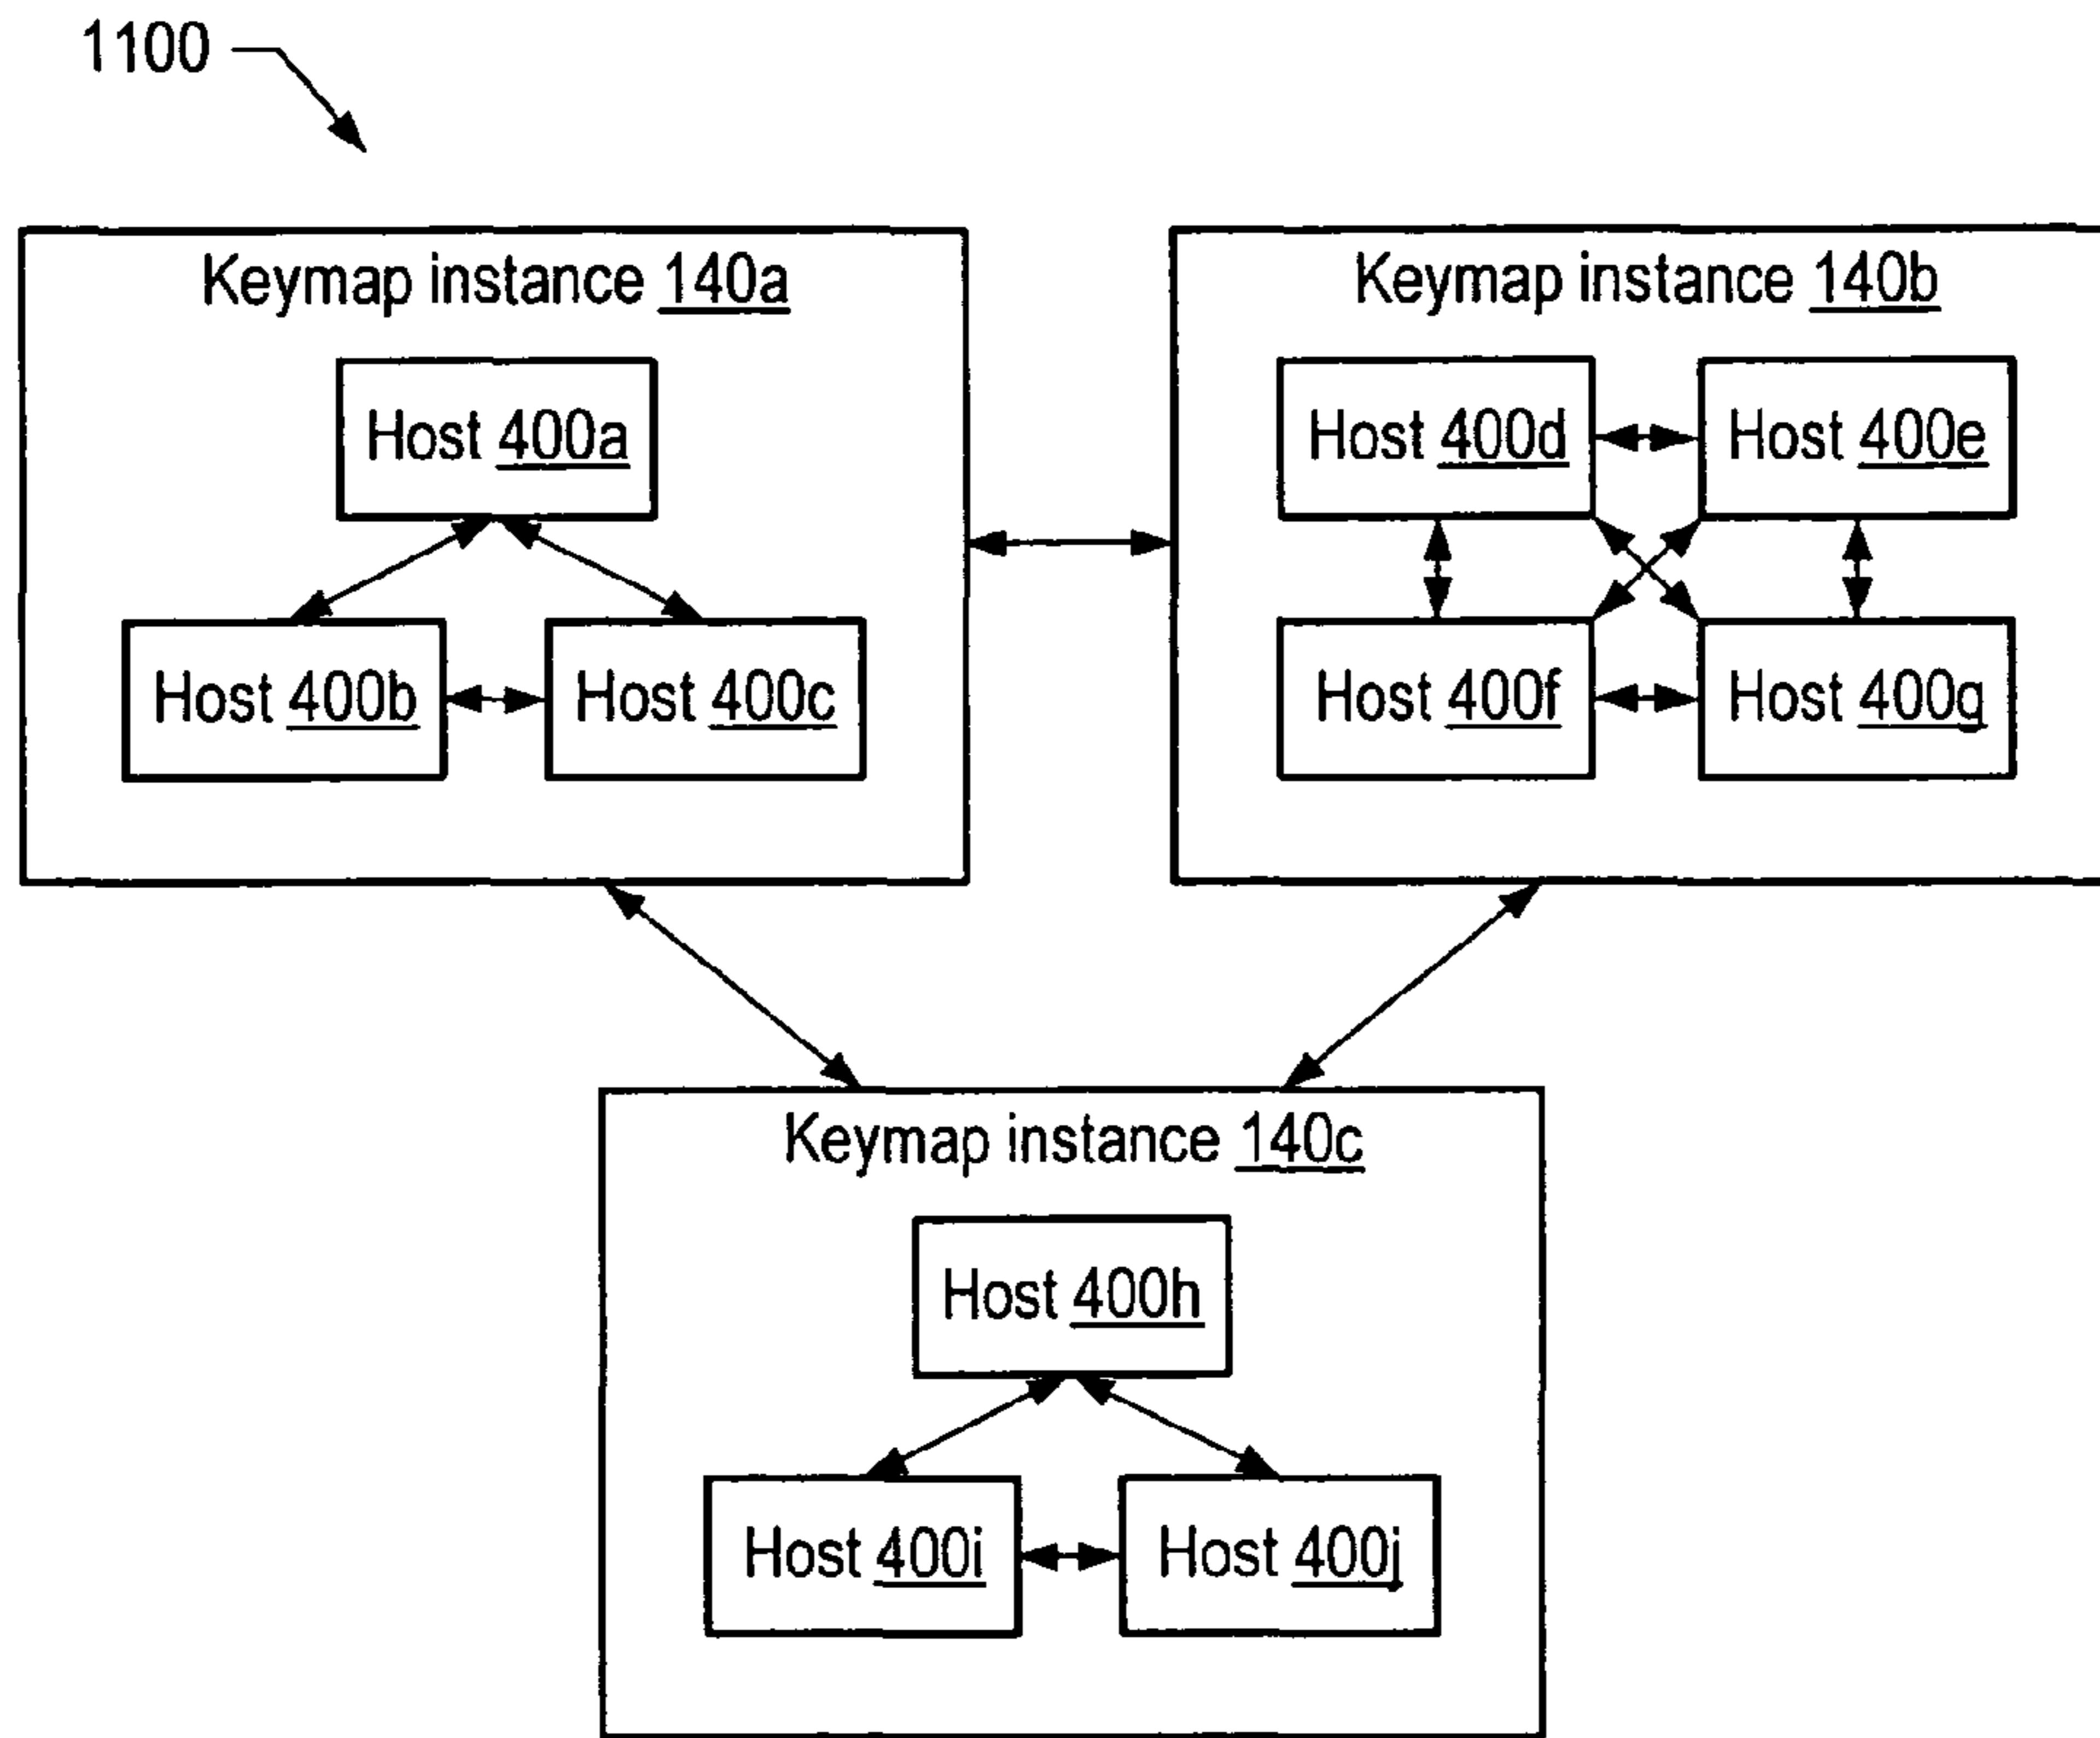 1100
Keymap instance 140a
Host 400a
Host 400b
Host 400c
Keymap instance 140b
Host 400d
Host 400e
Host 400f
Host 400g
Keymap instance 140c
Host 400h
Host 400i
Host 400j